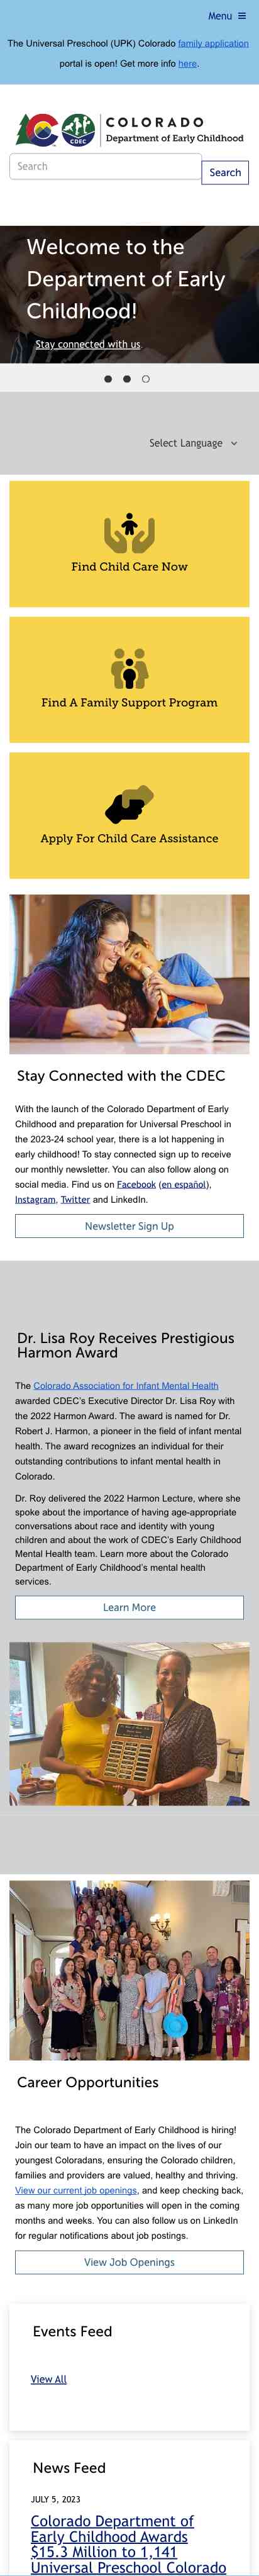 Menu
The Universal Preschool (UPK) Colorado family application
portal is open! Get more info here.
COLORADO
Department of Early Childhood
CDEC
Search
Search
Welcome to the
Department of Early
Childhood!
Stay connected with us
Select Language
Find Child Care Now
Find A Family Support Program
Apply For Child Care Assistance
Stay Connected with the CDEC
With the launch of the Colorado Department of Early
Childhood and preparation for Universal Preschool in
the 2023-24 school year, there is a lot happening in
early childhood! To stay connected sign up to receive
our monthly newsletter. You can also follow along on
social media. Find us on Facebook (en español),
Instagram, Twitter and LinkedIn.
Newsletter Sign Up
Dr. Lisa Roy Receives Prestigious
Harmon Award
The Colorado Association for Infant Mental Health
awarded CDEC's Executive Director Dr. Lisa Roy with
the 2022 Harmon Award. The award is named for Dr.
Robert J. Harmon, a pioneer in the field of infant mental
health. The award recognizes an individual for their
outstanding contributions to infant mental health in
Colorado.
Dr. Roy delivered the 2022 Harmon Lecture, where she
spoke about the importance of having age-appropriate
conversations about race and identity with young
children and about the work of CDEC's Early Childhood
Mental Health team. Learn more about the Colorado
Department of Early Childhood's mental health
services.
Learn More
Career Opportunities
The Colorado Department of Early Childhood is hiring!
Join our team to have an impact on the lives of our
youngest Coloradans, ensuring the Colorado children,
families and providers are valued, healthy and thriving.
View our current job openings, and keep checking back,
as many more job opportunities will open in the coming
months and weeks. You can also follow us on LinkedIn
for regular notifications about job postings.
View Job Openings
Events Feed
View All
News Feed
JULY 5, 2023
Colorado Department of
Early Childhood Awards
$15.3 Million to 1,141
Universal Preschool Colorado